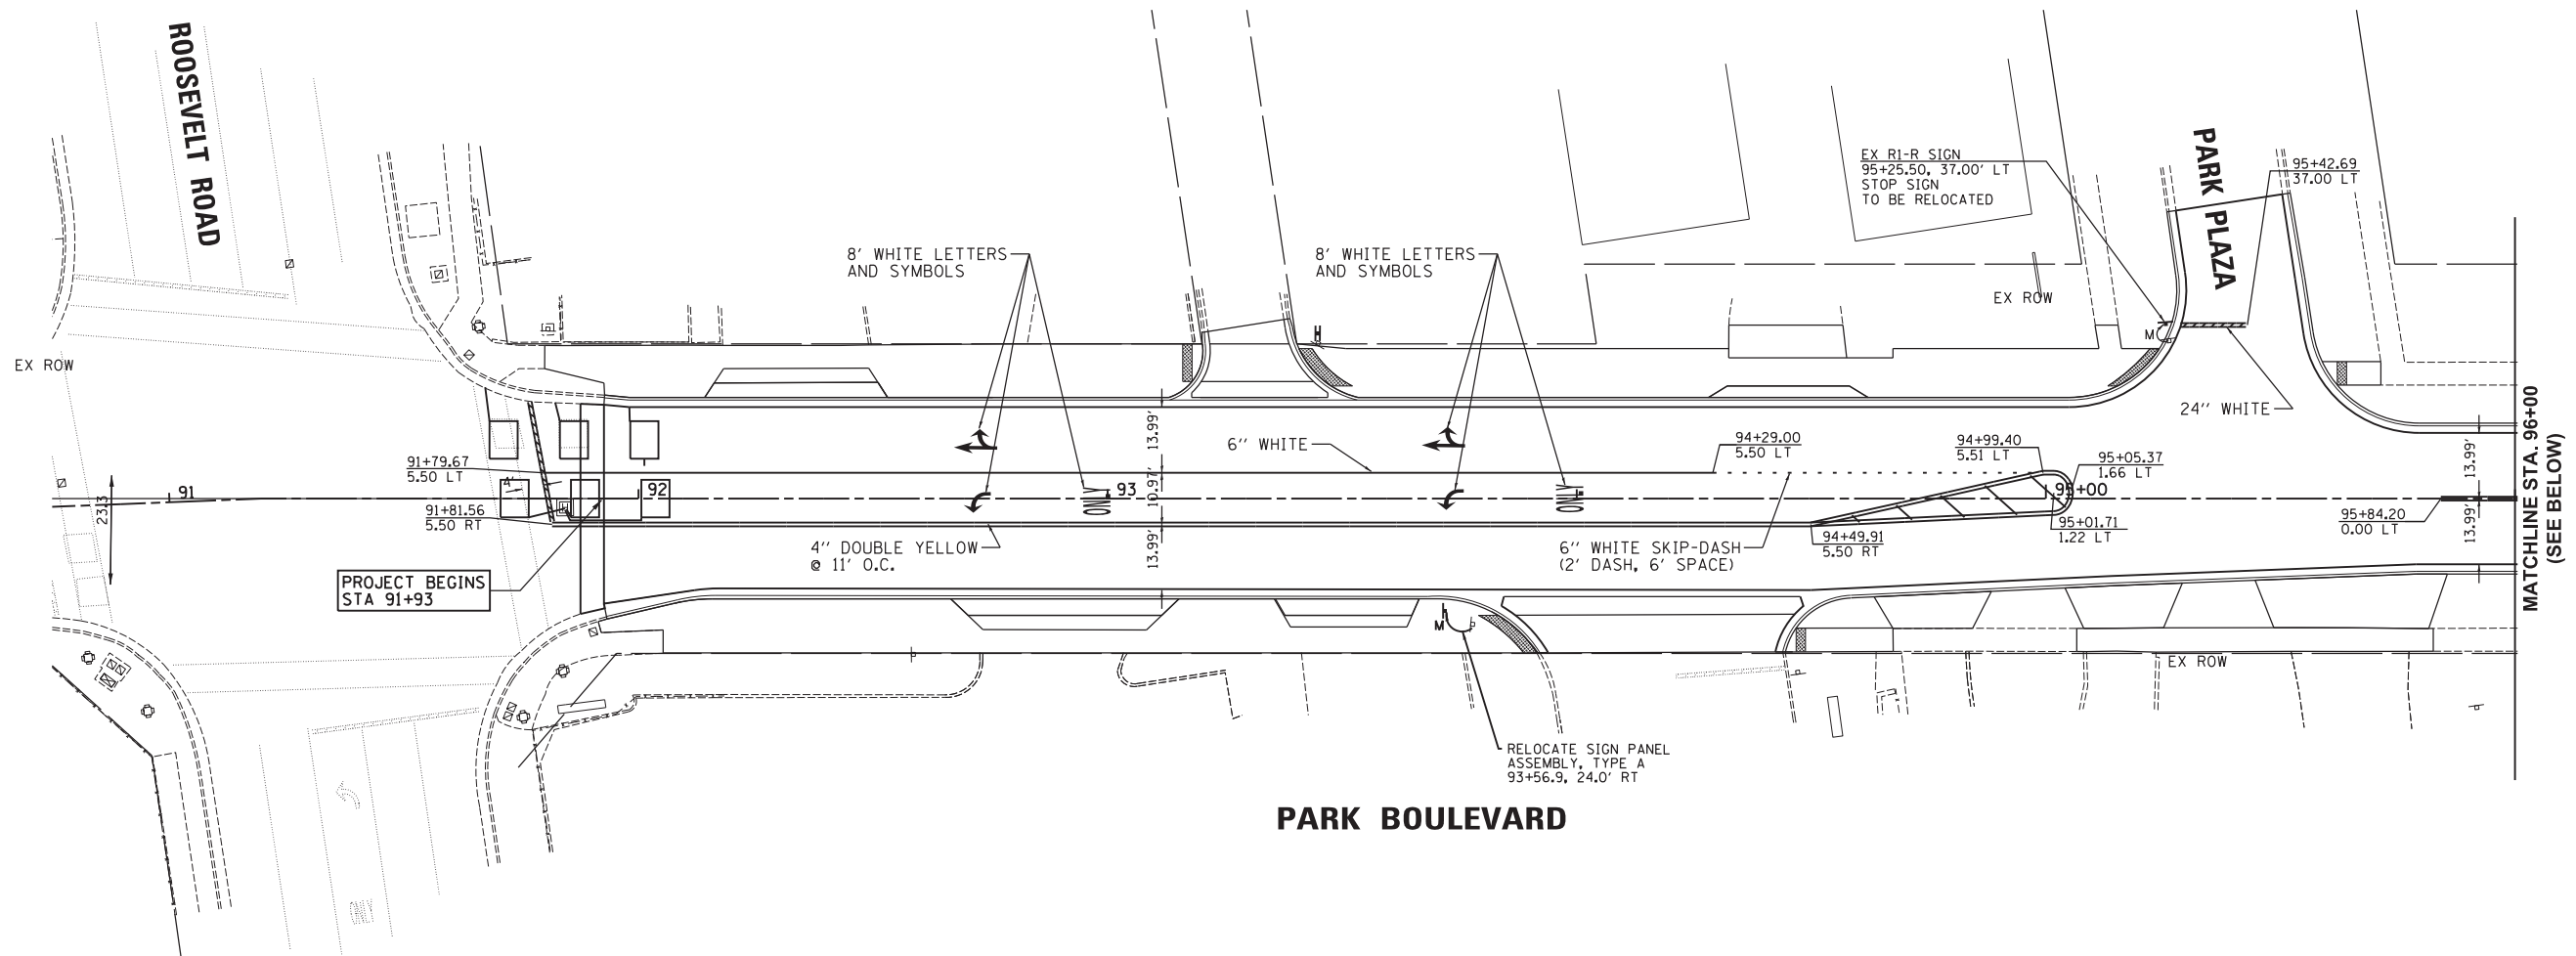 ROOSEVELT ROAD
PARK PLAZA
EX R1-R SIGN
95+25.50, 37.00' LT
STOP SIGN
TO BE RELOCATED
95+42.69
37.00 LT
8' WHITE LETTERS
AND SYMBOLS
8' WHITE LETTERS
AND SYMBOLS
EX ROW
M
EX ROW
24" WHITE
MATCHLINE STA. 96+00
(SEE BELOW)
6" WHITE
94+29.00
5.50 LT
94+99.40
5.51 LT
95+05.37
1.66 LT
13.99'
10.97'
13.99'
13.99'
13.99'
91+79.67
5.50 LT
4'
23.3
91
92
93
95+00
91+81.56
5.50 RT
95+01.71
1.22 LT
95+84.20
0.00 LT
94+49.91
5.50 RT
4" DOUBLE YELLOW
@ 11' O.C.
6" WHITE SKIP-DASH
(2' DASH, 6' SPACE)
PROJECT BEGINS
STA 91+93
M
EX ROW
RELOCATE SIGN PANEL
ASSEMBLY, TYPE A
93+56.9, 24.0' RT
PARK BOULEVARD